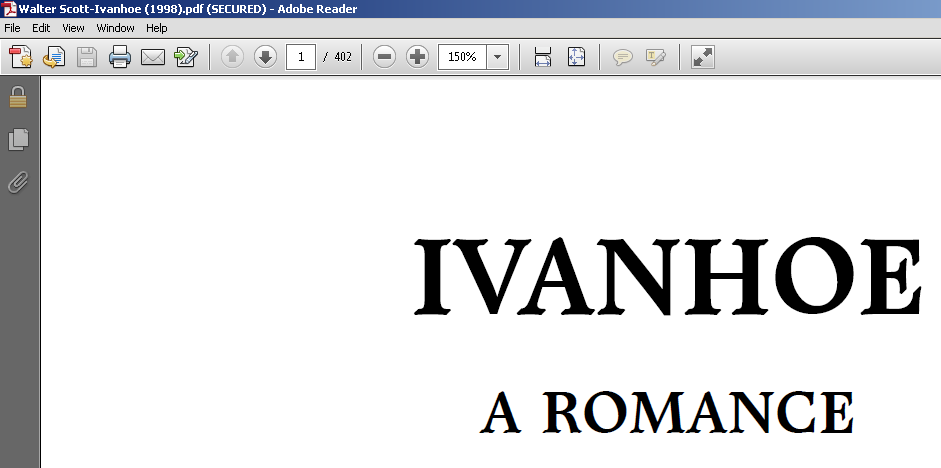 Walter Scott-Ivanhoe (1998).pdf (SECURED) - Adobe Reader
File Edit View Window Help
1 / 402 150%
IVANHOE
A ROMANCE